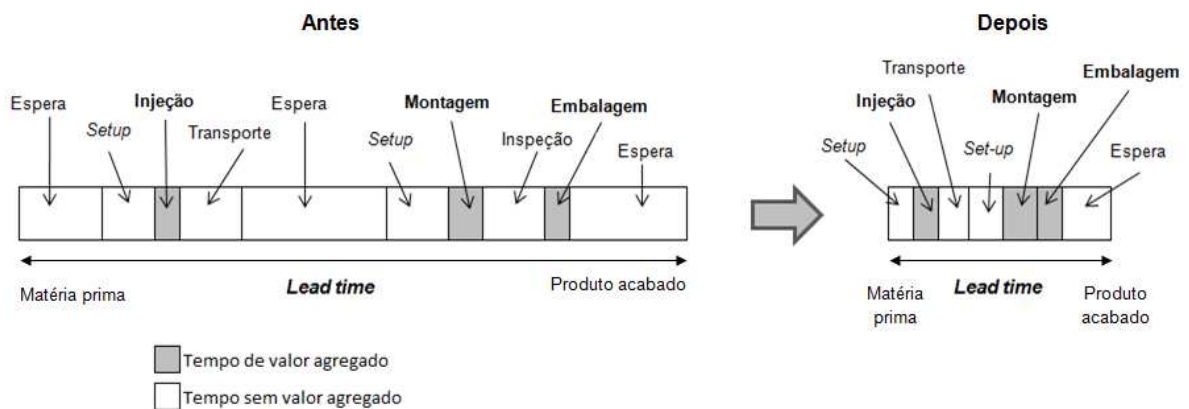 Antes
Depois
Espera
Setup
Injeção
Transporte
Espera
Setup
Montagem
Inspeção
Embalagem
Espera
Setup
Injeção
Transporte
Set-up
Montagem
Embalagem
Espera
Matéria prima
Lead time
Produto acabado
Matéria
prima
Lead time
Produto
acabado
Tempo de valor agregado
Tempo sem valor agregado